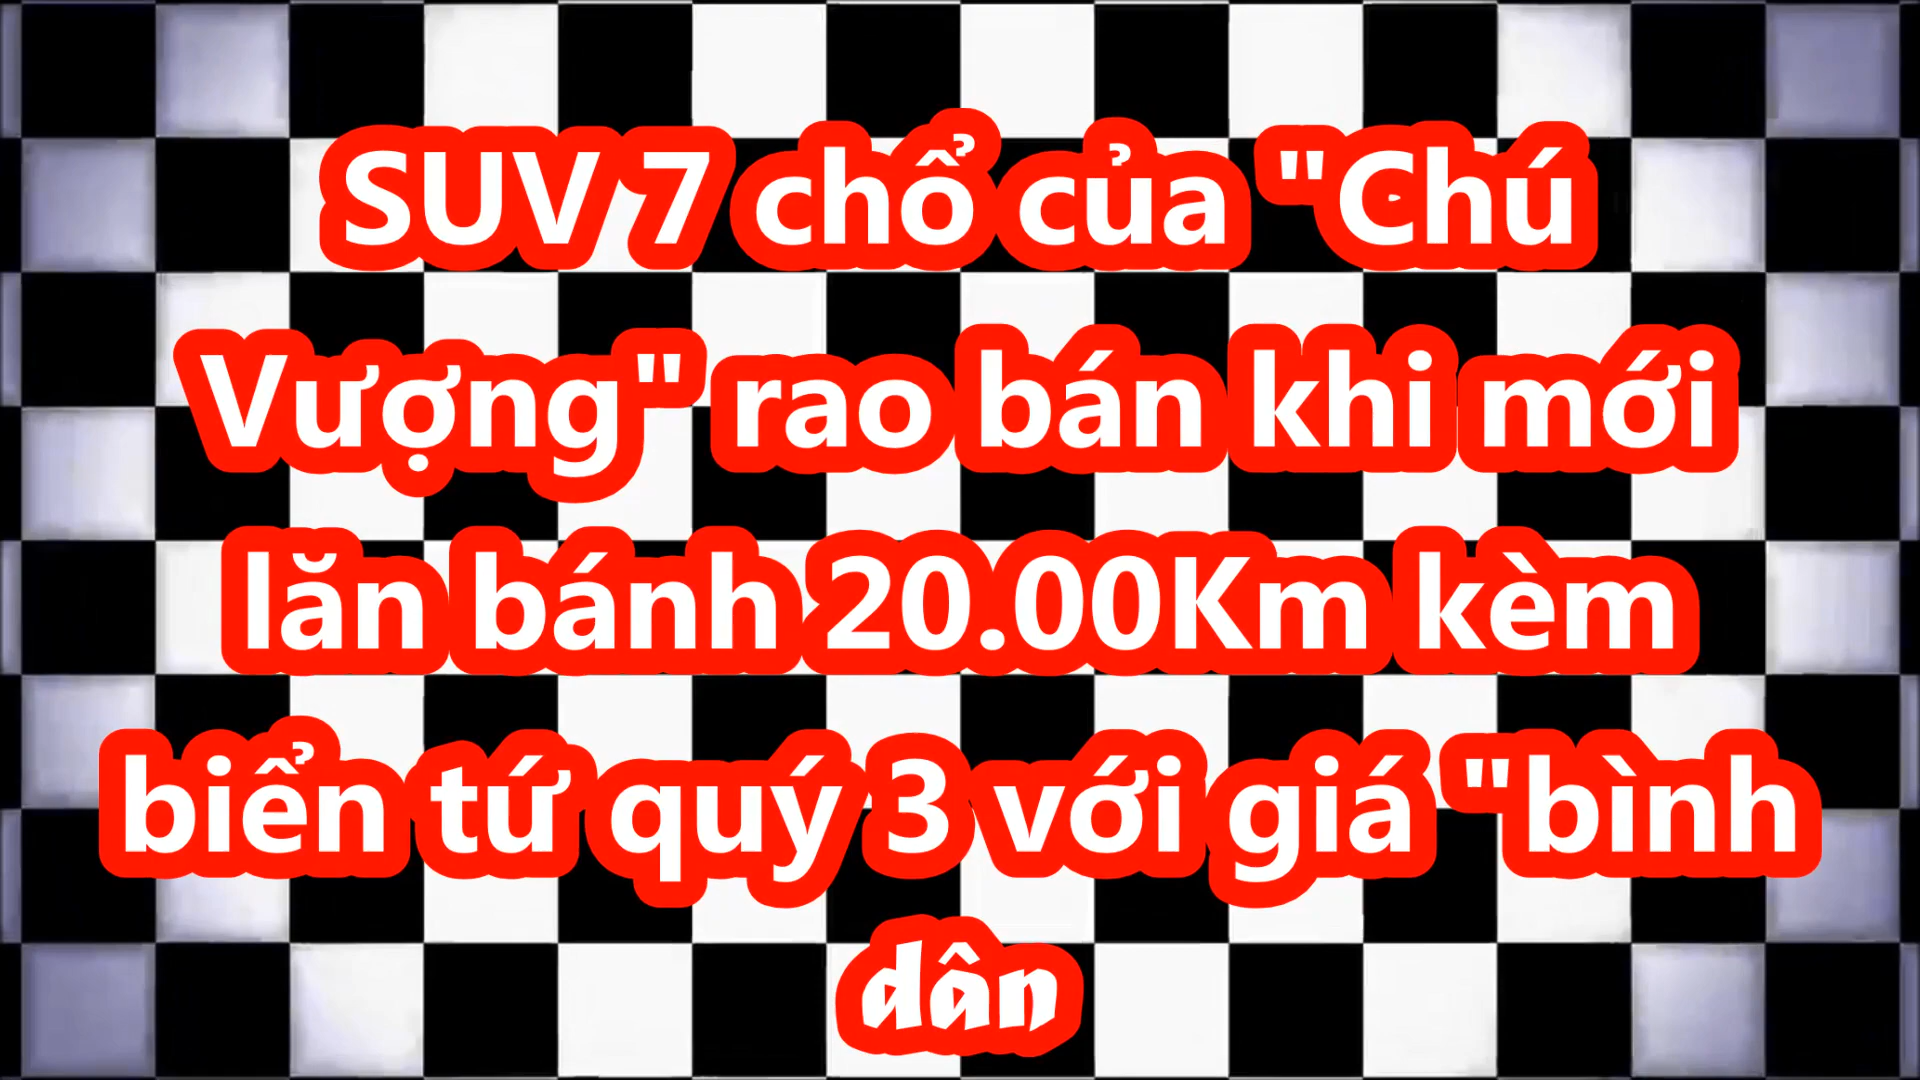 SUV 7 chổ của "Chú
Vượng" rao bán khi mới
lăn bánh 20.00Km kèm
biển tứ quý 3 với giá "bình
dân